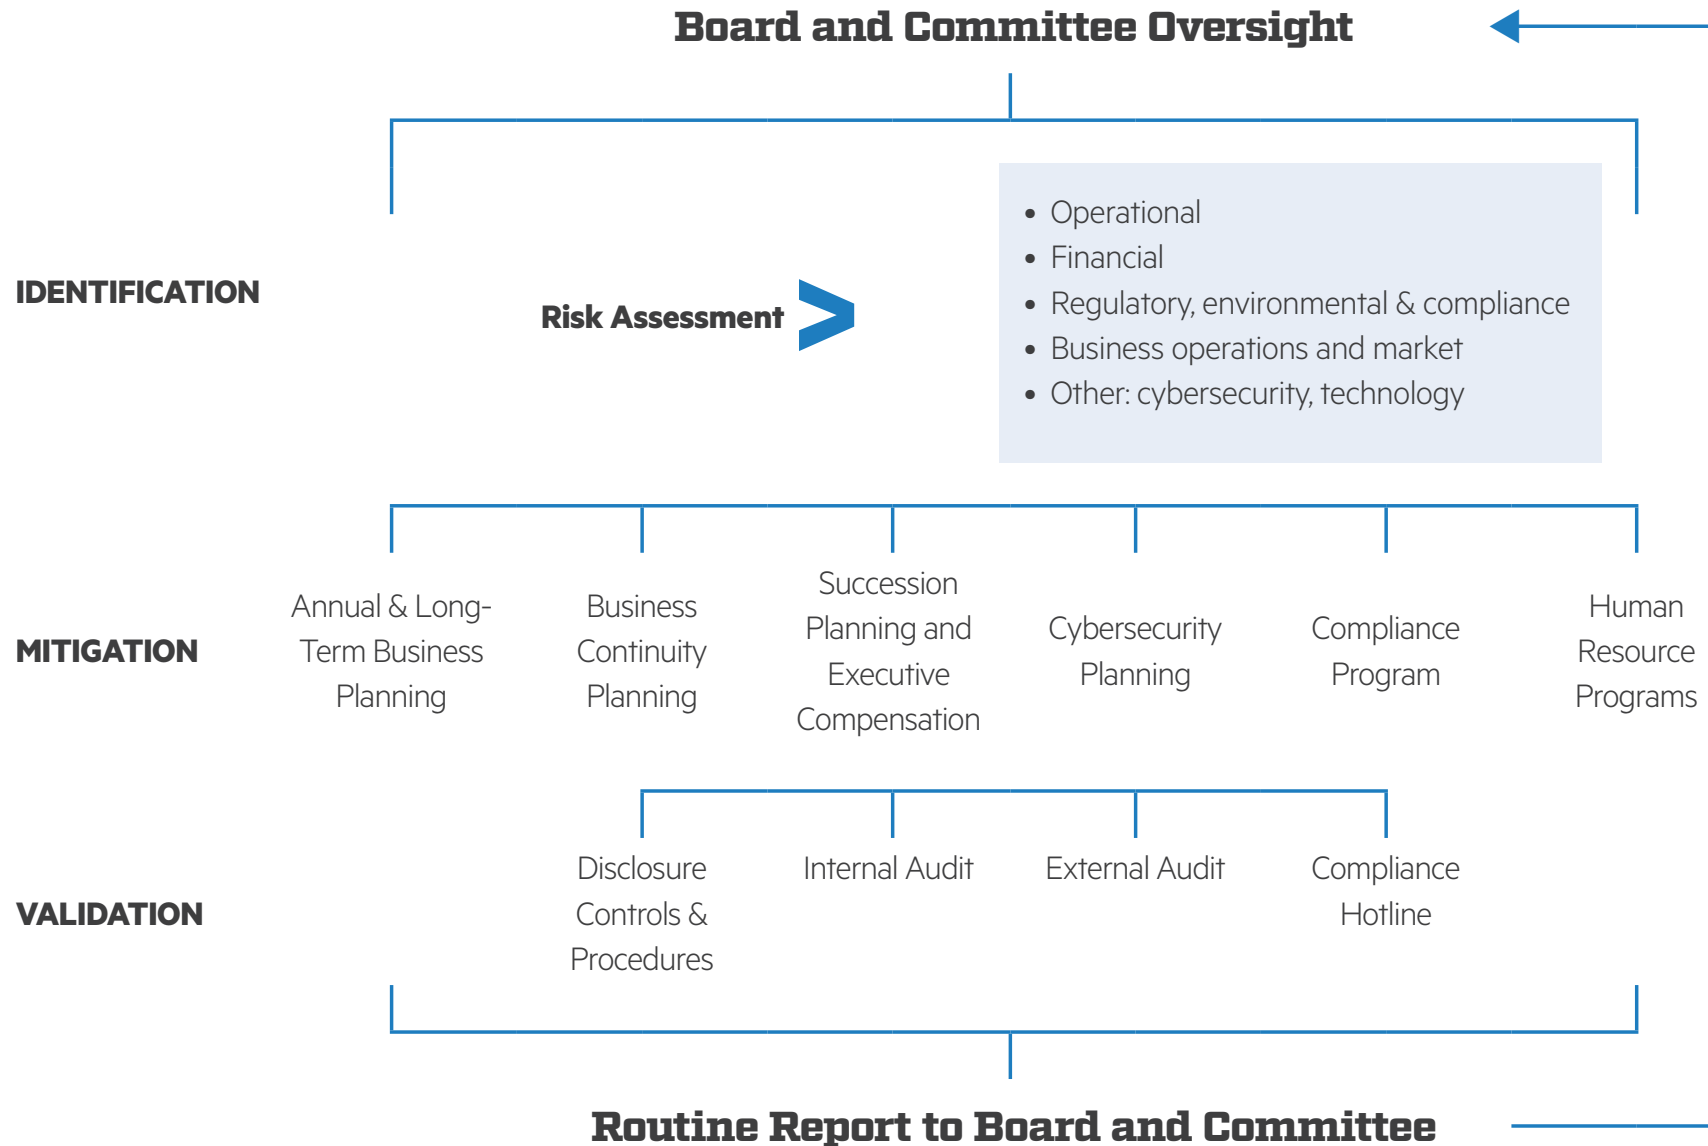 Board and Committee Oversight
IDENTIFICATION
Risk Assessment
• Operational
• Financial
• Regulatory, environmental & compliance
• Business operations and market
• Other: cybersecurity, technology
MITIGATION
Annual & Long-
Term Business
Planning
Business
Continuity
Planning
Succession
Planning and
Executive
Compensation
Cybersecurity
Planning
Compliance
Program
Human
Resource
Programs
VALIDATION
Disclosure
Controls &
Procedures
Internal Audit
External Audit
Compliance
Hotline
Routine Report to Board and Committee